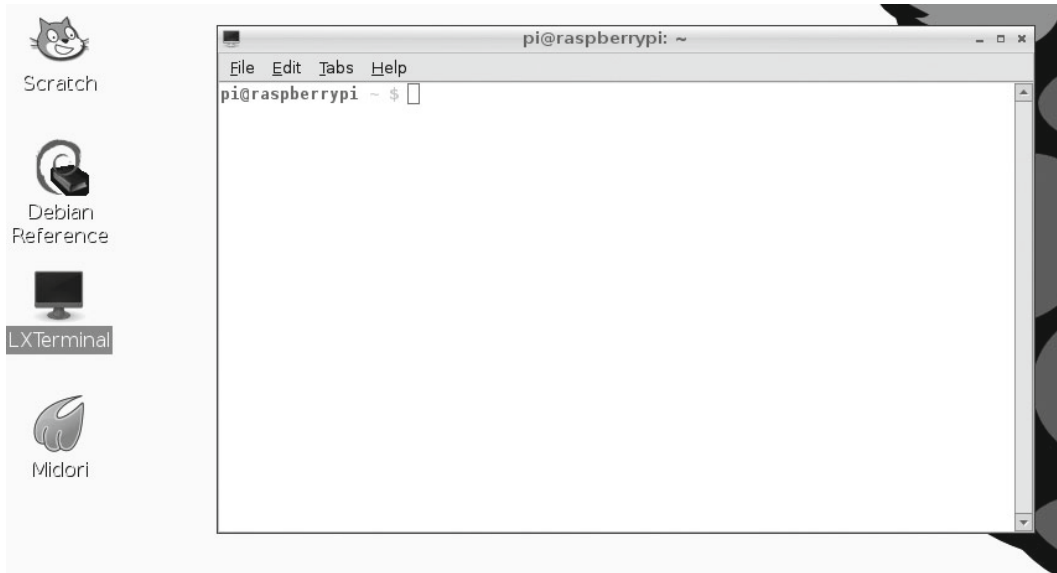 Scratch
Debian
Reference
LXTerminal
Midori
pi@raspberrypi: ~
File Edit Tabs Help
pi@raspberrypi ~ $